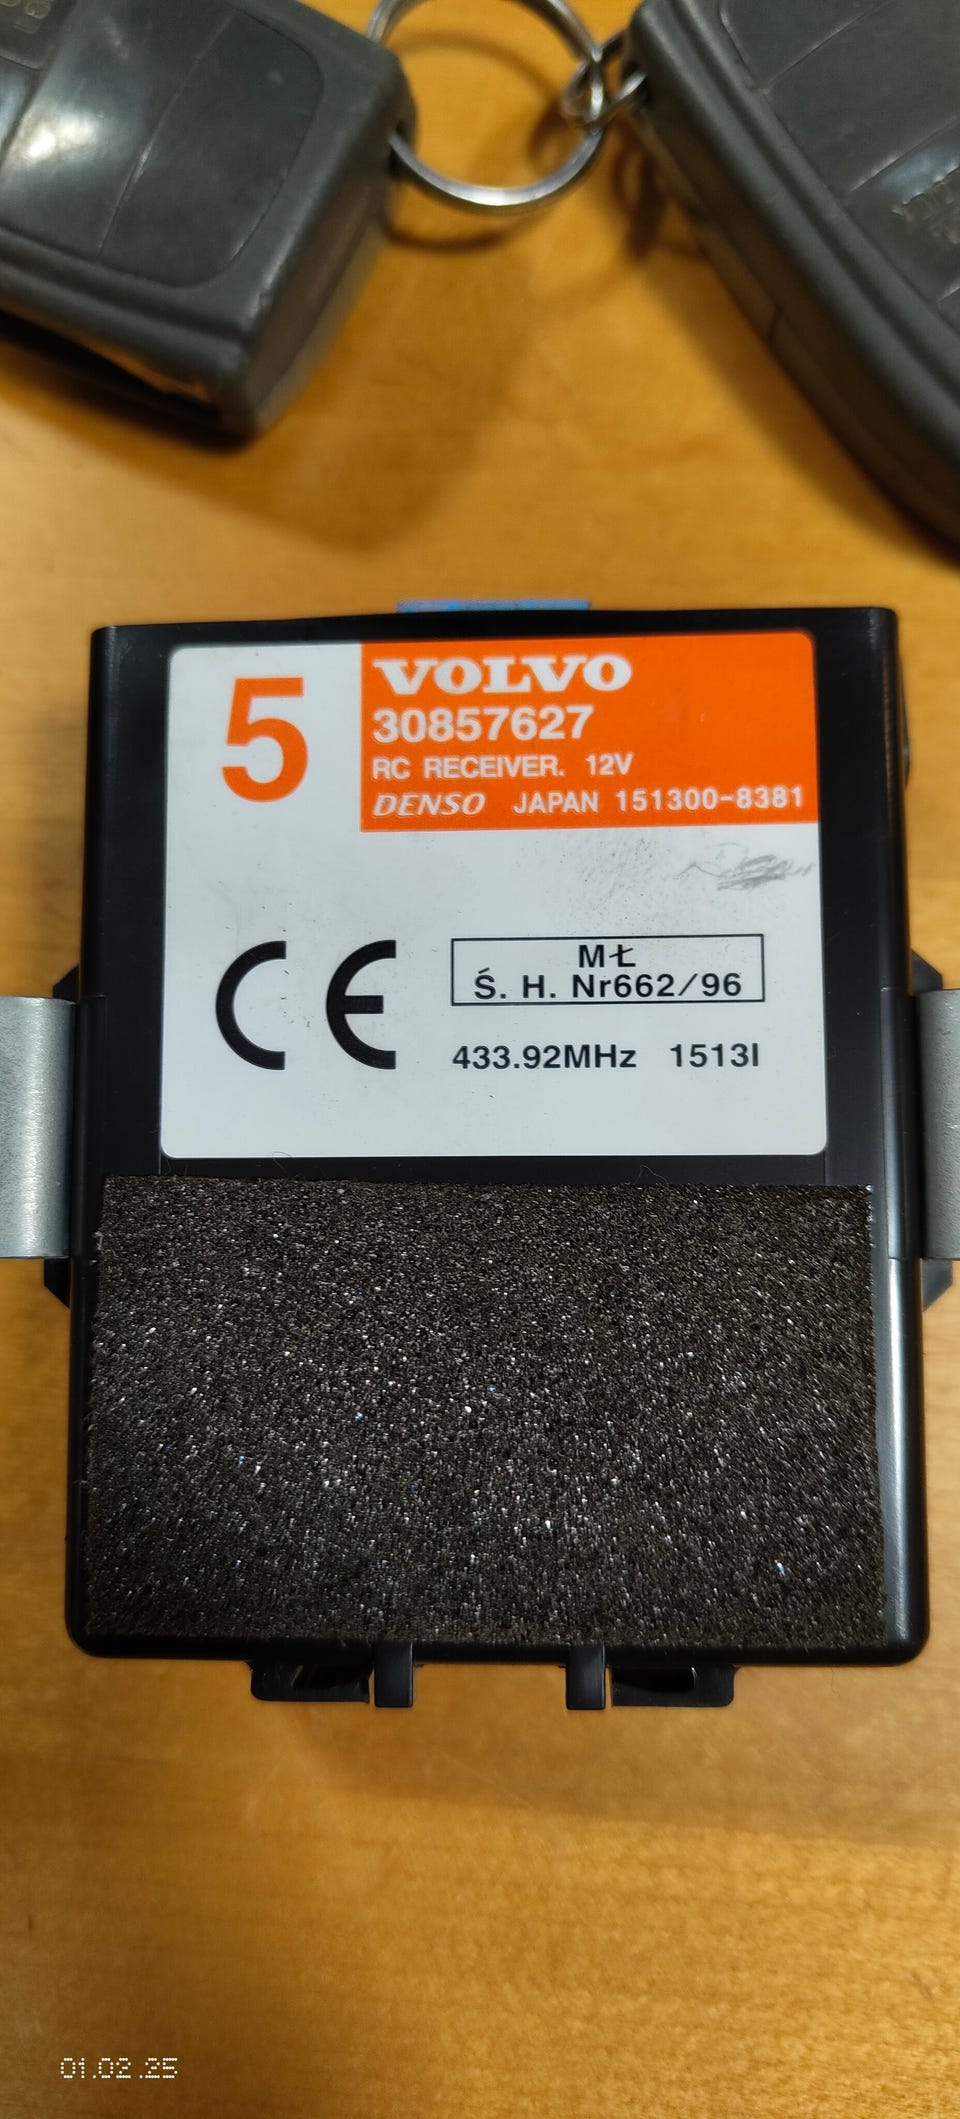 5
VOLVO
30857627
RC RECEIVER. 12V
DENSO JAPAN 151300-8381
CE
MŁ
Ś. H. Nr662/96
433.92MHz 1513I
01.02.25